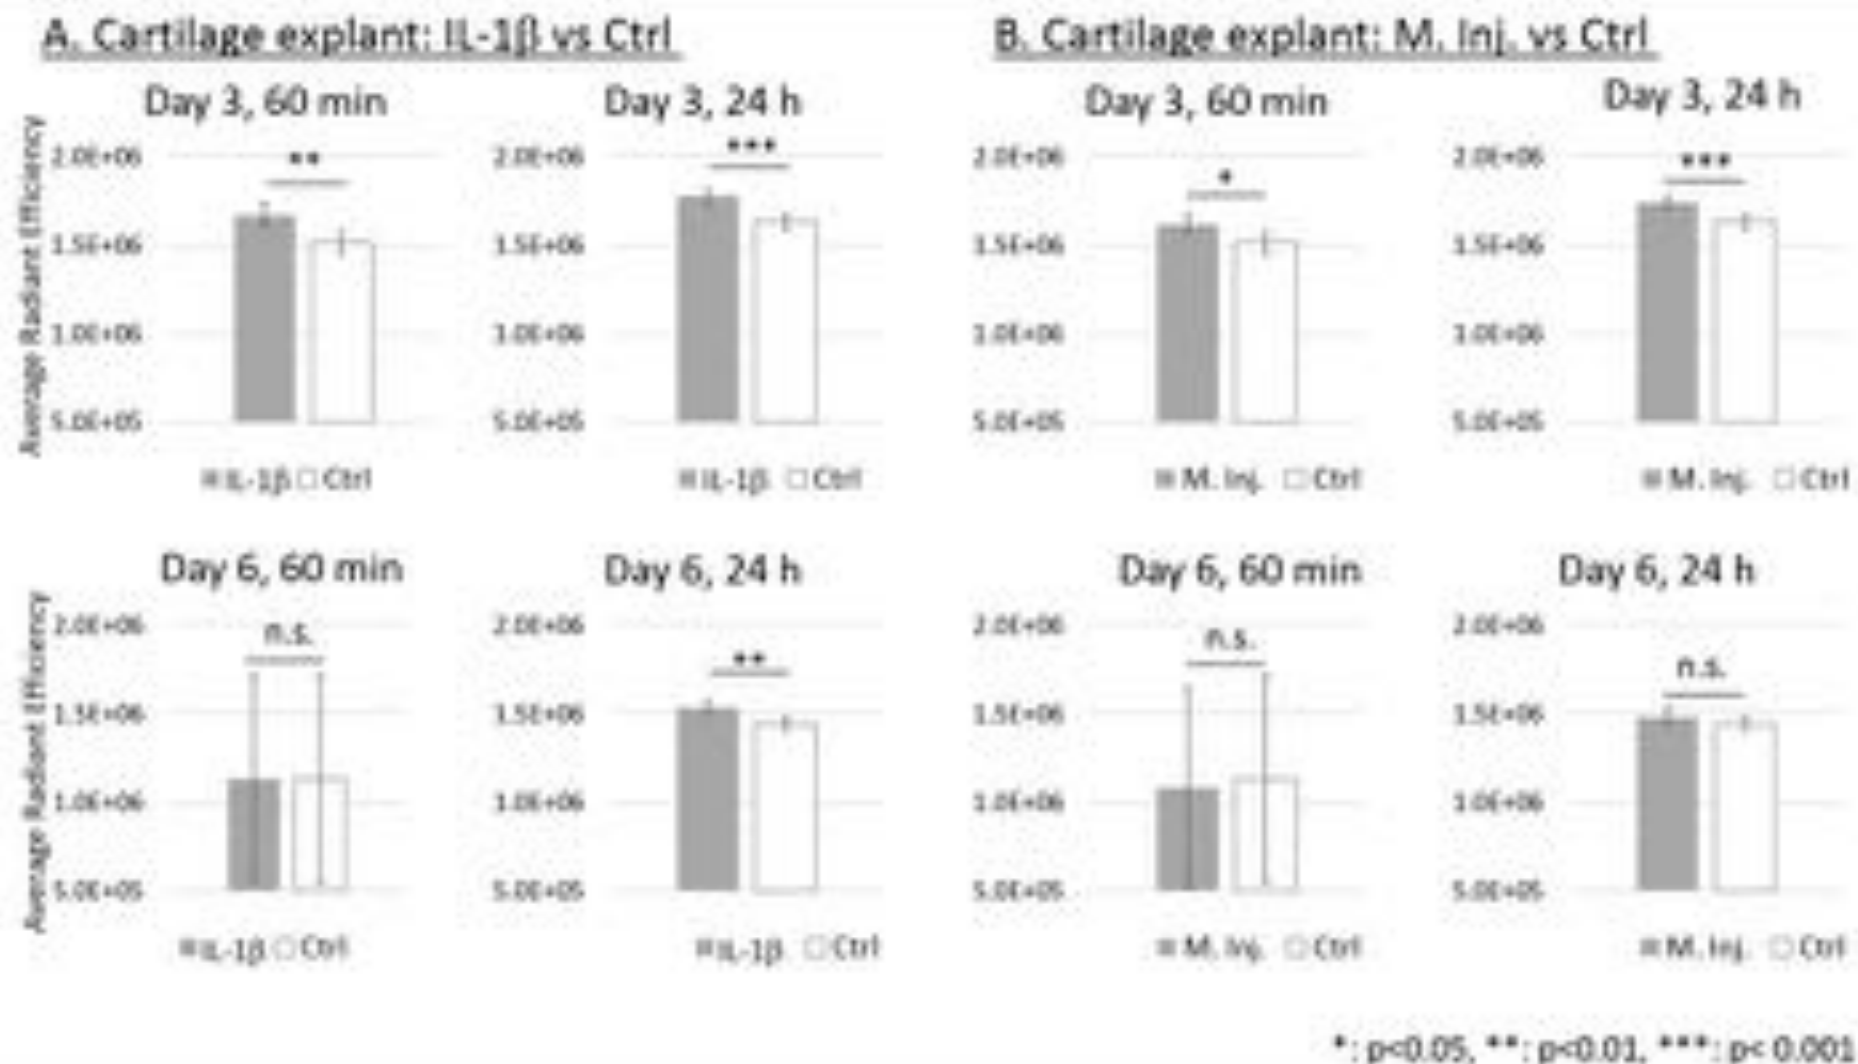 A. Cartilage explant: IL-1β vs Ctrl
B. Cartilage explant: M. Inj. vs Ctrl
Day 3, 60 min
Day 3, 24 h
Day 3, 60 min
Day 3, 24 h
Average Radiant Efficiency
2.0E+06
1.5E+06
1.0E+06
5.0E+05
**
IL-1β Ctrl
2.0E+06
1.5E+06
1.0E+06
5.0E+05
***
IL-1β Ctrl
2.0E+06
1.5E+06
1.0E+06
5.0E+05
*
M. Inj. Ctrl
2.0E+06
1.5E+06
1.0E+06
5.0E+05
***
M. Inj. Ctrl
Day 6, 60 min
Day 6, 24 h
Day 6, 60 min
Day 6, 24 h
Average Radiant Efficiency
2.0E+06
1.5E+06
1.0E+06
5.0E+05
n.s.
IL-1β Ctrl
2.0E+06
1.5E+06
1.0E+06
5.0E+05
**
IL-1β Ctrl
2.0E+06
1.5E+06
1.0E+06
5.0E+05
n.s.
M. Inj. Ctrl
2.0E+06
1.5E+06
1.0E+06
5.0E+05
n.s.
M. Inj. Ctrl
*: p<0.05, **: p<0.01, ***: p< 0.001